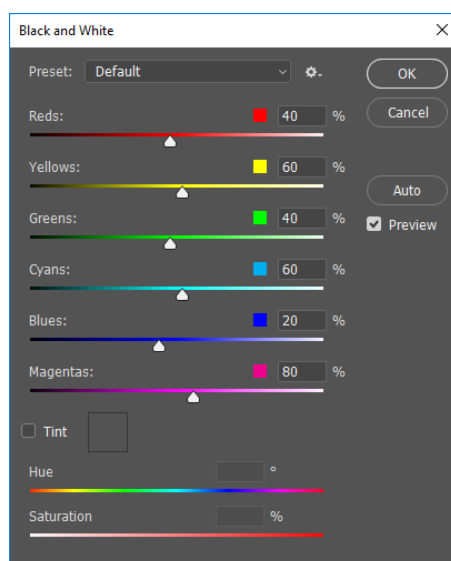 Black and White
Preset: Default
OK
Reds: 40 %
Cancel
Yellows: 60 %
Auto
Greens: 40 %
Preview
Cyans: 60 %
Blues: 20 %
Magentas: 80 %
Tint
Hue °
Saturation %